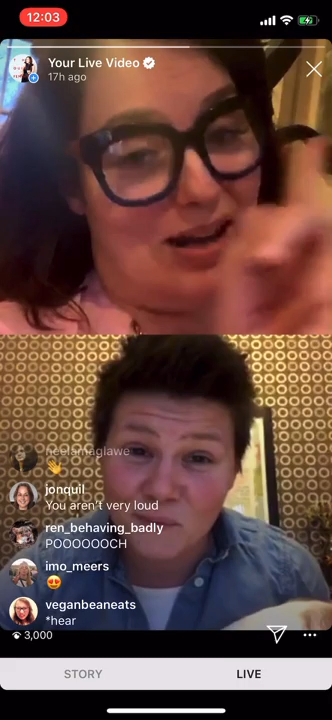 12:03
Your Live Video
17h ago
neelamaglawe
👋
jonquil
You aren't very loud
ren_behaving_badly
POOOOOOCH
imo_meers
😍
veganbeaneats
*hear
3,000
STORY
LIVE